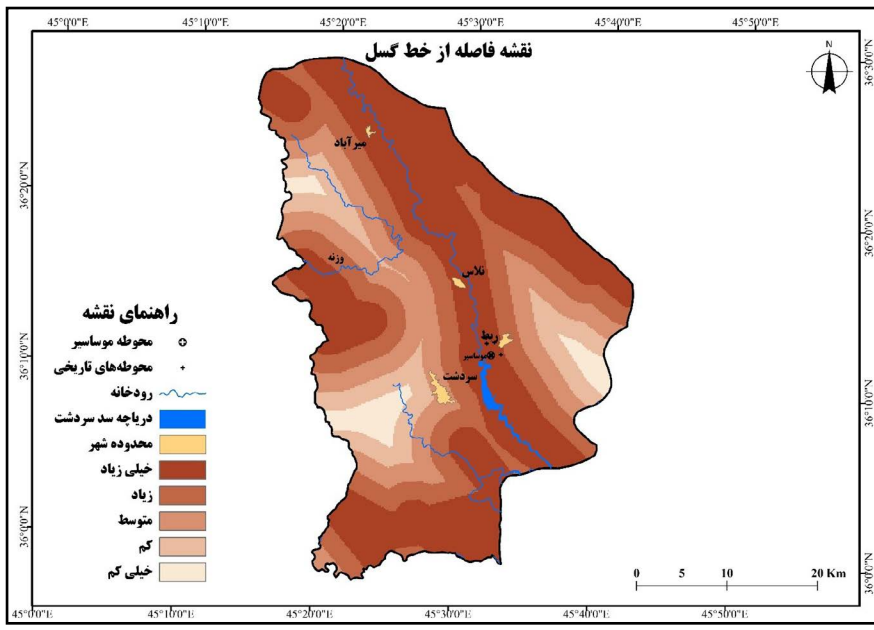 45°0'0"E 45°10'0"E 45°20'0"E 45°30'0"E 45°40'0"E 45°50'0"E
نقشه فاصله از خط گسل
N
36°30'0"N
36°20'0"N
36°20'0"N
36°10'0"N
36°10'0"N
36°0'0"N
36°0'0"N
میرآباد
وزنه
تلاس
ربط
موساسیر
سردشت
راهنمای نقشه
محوطه موساسیر
محوطه‌های تاریخی
رودخانه
دریاچه سد سردشت
محدوده شهر
خیلی زیاد
زیاد
متوسط
کم
خیلی کم
0 5 10 20 Km
45°0'0"E 45°10'0"E 45°20'0"E 45°30'0"E 45°40'0"E 45°50'0"E